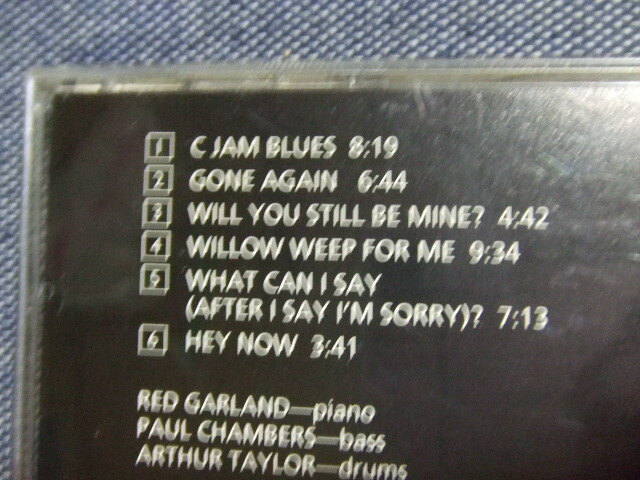 1 C JAM BLUES 8:19
2 GONE AGAIN 6:44
3 WILL YOU STILL BE MINE? 4:42
4 WILLOW WEEP FOR ME 9:34
5 WHAT CAN I SAY
(AFTER I SAY I'M SORRY)? 7:13
6 HEY NOW 3:41
RED GARLAND—piano
PAUL CHAMBERS—bass
ARTHUR TAYLOR—drums